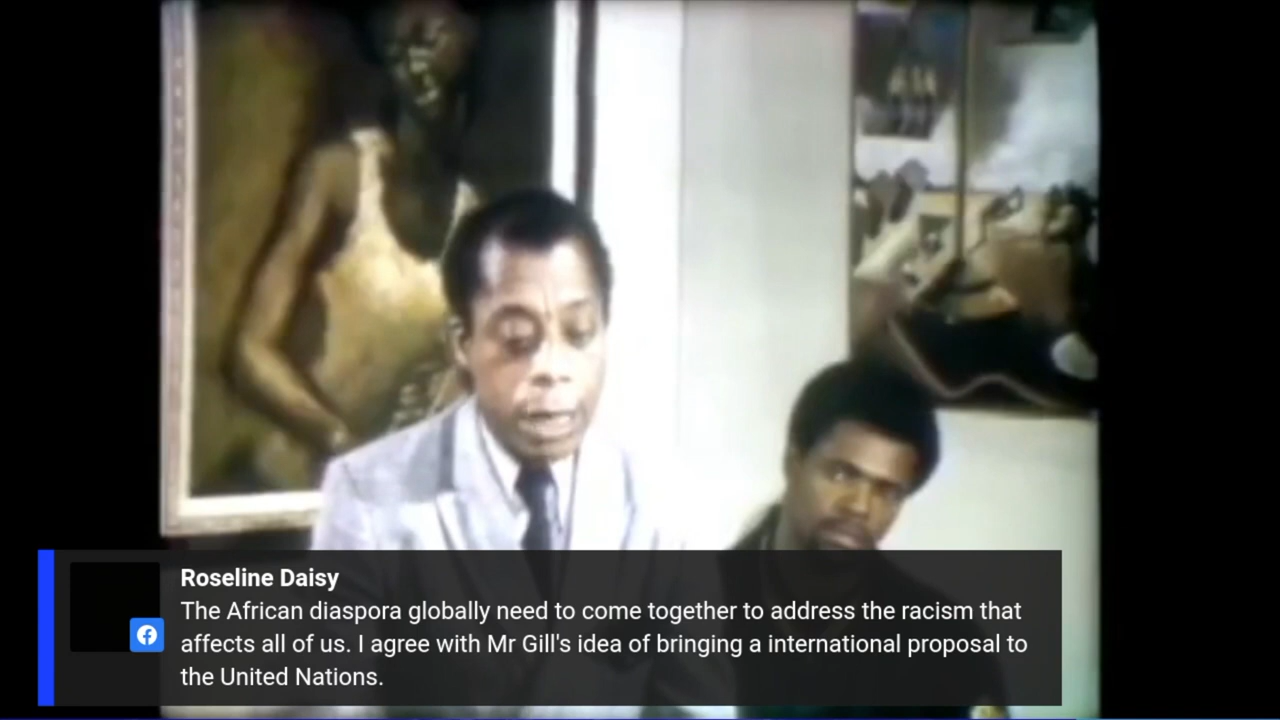 Roseline Daisy
The African diaspora globally need to come together to address the racism that
affects all of us. I agree with Mr Gill's idea of bringing a international proposal to
the United Nations.